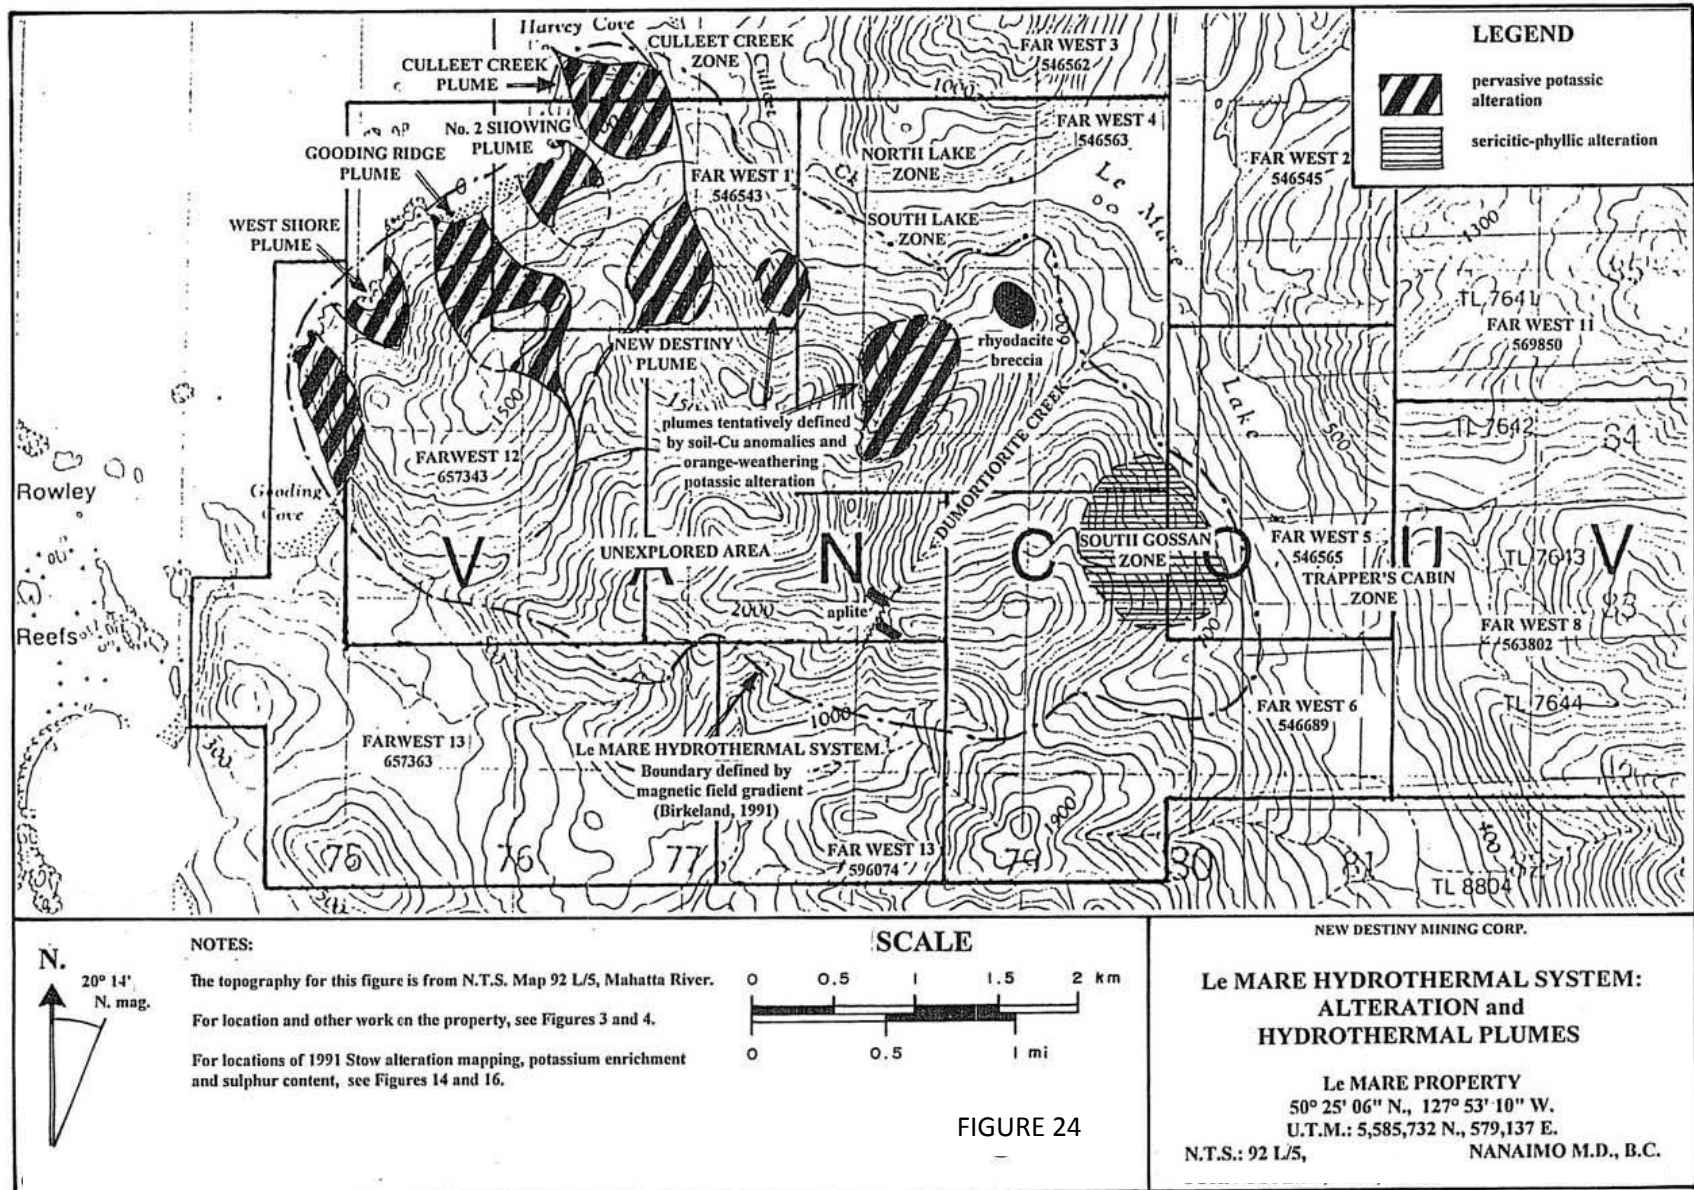 Harvey Cove
CULLEET CREEK
ZONE
Culleet
CULLEET CREEK
PLUME
FAR WEST 3
546562
1000
LEGEND
pervasive potassic
alteration
sericitic-phyllic alteration
No. 2 SHOWING
PLUME
GOODING RIDGE
PLUME
0
FAR WEST 1
546543
FAR WEST 4
546563
NORTH LAKE
ZONE
SOUTH LAKE
ZONE
Le Mare
FAR WEST 2
546545
1300
WEST SHORE
PLUME
85
TL 7641
FAR WEST 11
569850
NEW DESTINY
PLUME
rhyodacite
breccia
Lake
500
1500
plumes tentatively defined
by soil-Cu anomalies and
orange-weathering
potassic alteration
DUMORTIORITE CREEK
TL 7642
84
FARWEST 12
657343
Rowley
Gooding
Cove
V A N C O U V
UNEXPLORED AREA
SOUTH GOSSAN
ZONE
FAR WEST 5
546565
TL 7643
TRAPPER'S CABIN
ZONE
83
2000
aplite
Reefs
FAR WEST 8
563802
FAR WEST 6
546689
TL 7644
1000
FARWEST 13
657363
Le MARE HYDROTHERMAL SYSTEM
Boundary defined by
magnetic field gradient
(Birkeland, 1991)
1900
FAR WEST 13
596074
400
75 76 77 79 80 81
TL 8804
N.
20° 14'
N. mag.
NOTES:
The topography for this figure is from N.T.S. Map 92 L/5, Mahatta River.
For location and other work on the property, see Figures 3 and 4.
For locations of 1991 Stow alteration mapping, potassium enrichment
and sulphur content, see Figures 14 and 16.
SCALE
0 0.5 1 1.5 2 km
0 0.5 1 mi
FIGURE 24
NEW DESTINY MINING CORP.
Le MARE HYDROTHERMAL SYSTEM:
ALTERATION and
HYDROTHERMAL PLUMES
Le MARE PROPERTY
50° 25' 06" N., 127° 53' 10" W.
U.T.M.: 5,585,732 N., 579,137 E.
N.T.S.: 92 L/5, NANAIMO M.D., B.C.